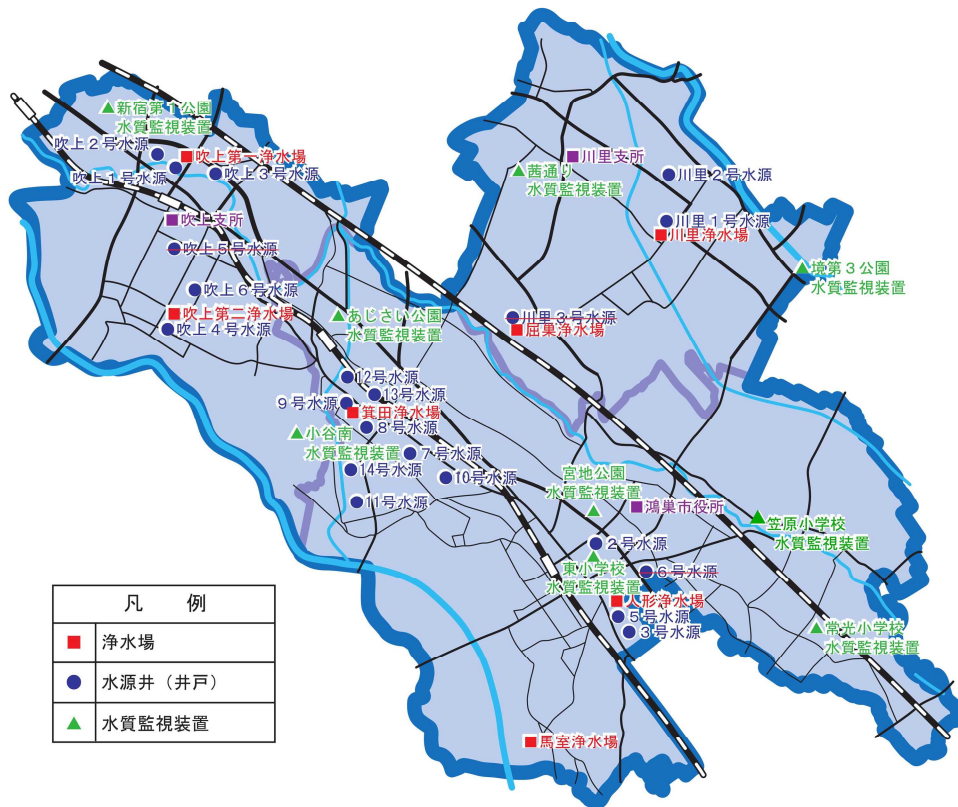 新宿第1公園
水質監視装置
吹上2号水源
吹上第一浄水場
吹上1号水源
吹上3号水源
吹上支所
吹上5号水源
吹上6号水源
吹上第二浄水場
吹上4号水源
川里支所
茜通り
水質監視装置
川里2号水源
川里1号水源
川里浄水場
境第3公園
水質監視装置
川里3号水源
屈巣浄水場
あじさい公園
水質監視装置
12号水源
13号水源
9号水源
箕田浄水場
8号水源
小谷南
水質監視装置
7号水源
14号水源
10号水源
11号水源
宮地公園
水質監視装置
鴻巣市役所
笠原小学校
水質監視装置
2号水源
東小学校
水質監視装置
6号水源
人形浄水場
5号水源
3号水源
常光小学校
水質監視装置
馬室浄水場
凡 例
浄水場
水源井（井戸）
水質監視装置